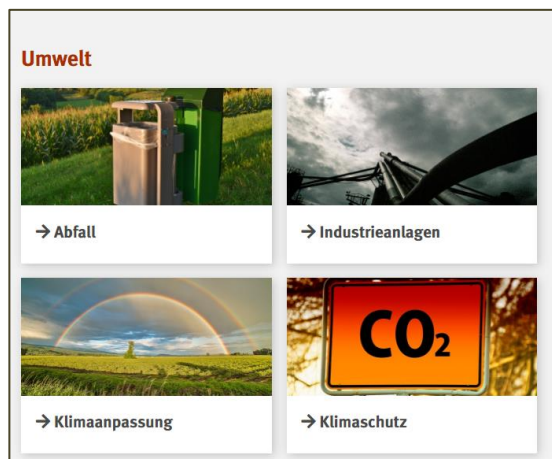 Umwelt
→ Abfall
→ Industrieanlagen
CO₂
→ Klimaanpassung
→ Klimaschutz